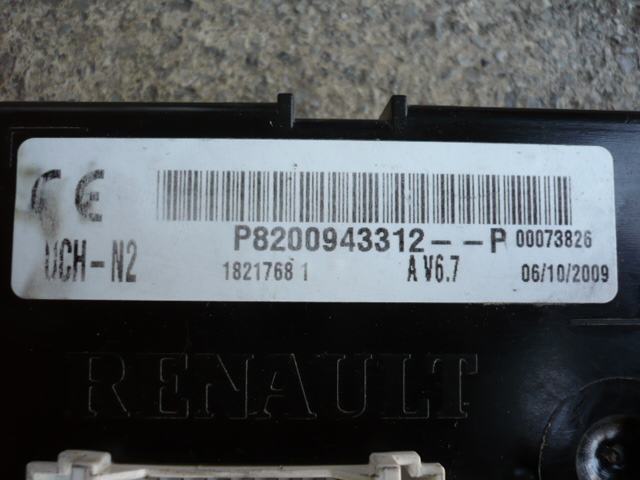 CE
P8200943312--P 00073826
UCH-N2 1821768 1 A V6.7 06/10/2009
RENAULT